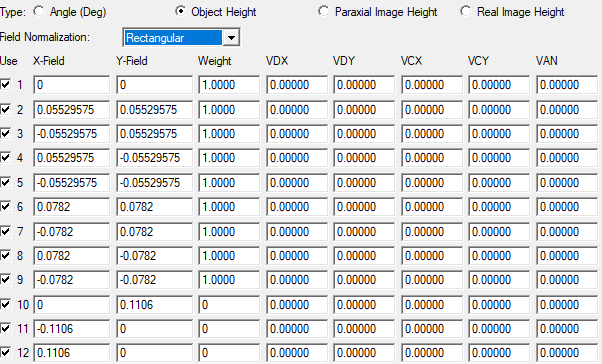 Type: Angle (Deg) Object Height Paraxial Image Height Real Image Height
Field Normalization: Rectangular
Use X-Field Y-Field Weight VDX VDY VCX VCY VAN
1 0 0 1.0000 0.00000 0.00000 0.00000 0.00000 0.00000
2 0.05529575 0.05529575 1.0000 0.00000 0.00000 0.00000 0.00000 0.00000
3 -0.05529575 0.05529575 1.0000 0.00000 0.00000 0.00000 0.00000 0.00000
4 0.05529575 -0.05529575 1.0000 0.00000 0.00000 0.00000 0.00000 0.00000
5 -0.05529575 -0.05529575 1.0000 0.00000 0.00000 0.00000 0.00000 0.00000
6 0.0782 0.0782 1.0000 0.00000 0.00000 0.00000 0.00000 0.00000
7 -0.0782 0.0782 1.0000 0.00000 0.00000 0.00000 0.00000 0.00000
8 0.0782 -0.0782 1.0000 0.00000 0.00000 0.00000 0.00000 0.00000
9 -0.0782 -0.0782 1.0000 0.00000 0.00000 0.00000 0.00000 0.00000
10 0 0.1106 0 0.00000 0.00000 0.00000 0.00000 0.00000
11 -0.1106 0 0 0.00000 0.00000 0.00000 0.00000 0.00000
12 0.1106 0 0 0.00000 0.00000 0.00000 0.00000 0.00000